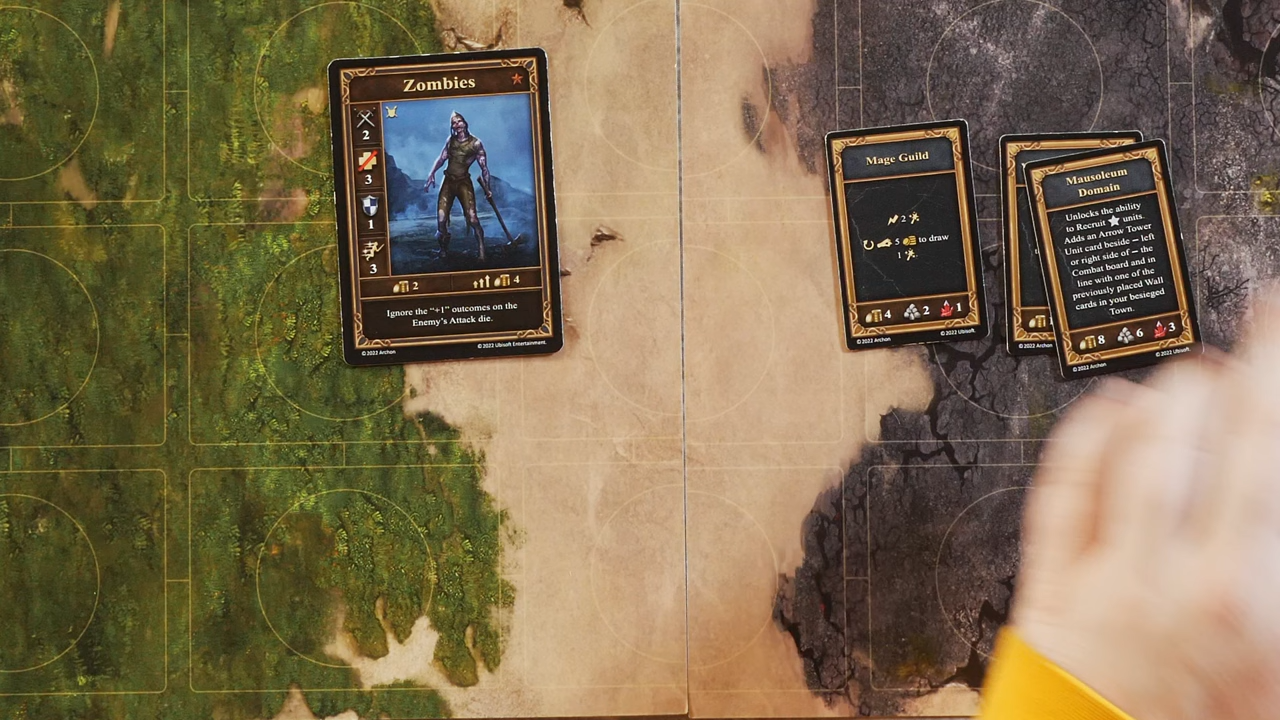 Zombies
2
3
1
3
2
4
Ignore the "+1" outcomes on the
Enemy's Attack die.
©2022 Archon
©2022 Ubisoft Entertainment.
Mage Guild
2
5 to draw
1 .
4 2 1
©2022 Archon
©2022 Ubisoft.
©2022 Archon
Mausoleum
Domain
Unlocks the ability
to Recruit units.
Adds an Arrow Tower
Unit card beside – left
or right side of – the
Combat board and in
line with one of the
previously placed Wall
cards in your besieged
Town.
8 6 3
©2022 Archon
©2022 Ubisoft.